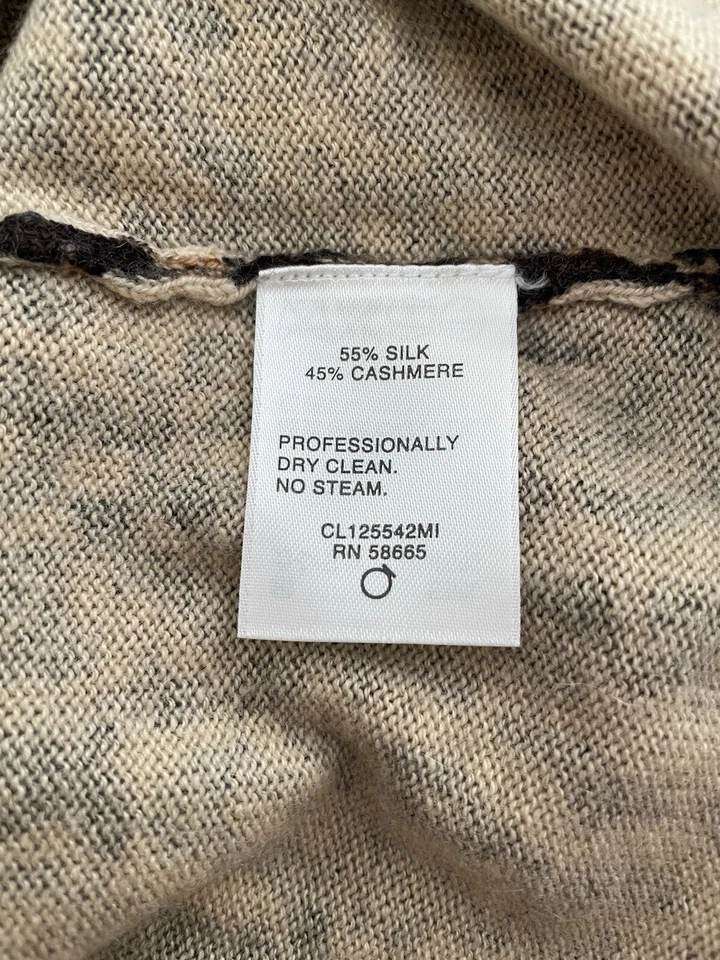 55% SILK
45% CASHMERE
PROFESSIONALLY
DRY CLEAN.
NO STEAM.
CL125542MI
RN 58665